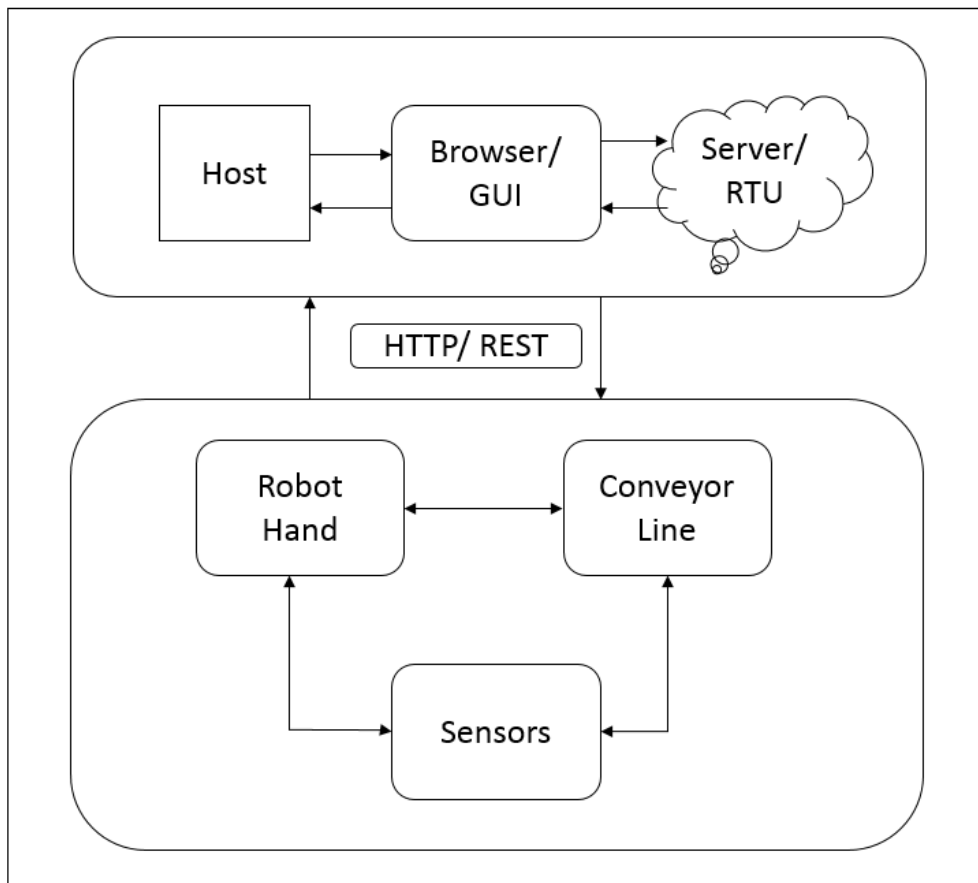 Host
Browser/
GUI
Server/
RTU
HTTP/ REST
Robot
Hand
Conveyor
Line
Sensors